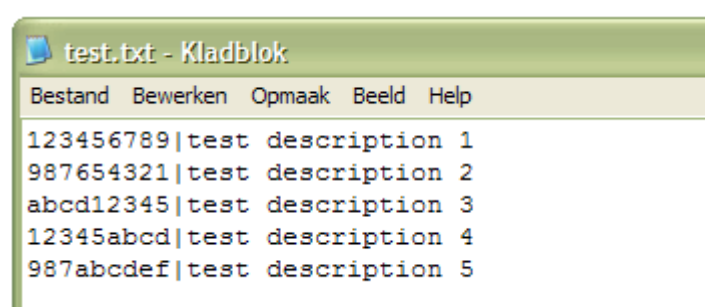 test.txt - Kladblok
Bestand Bewerken Opmaak Beeld Help
123456789|test description 1
987654321|test description 2
abcd12345|test description 3
12345abcd|test description 4
987abcdef|test description 5